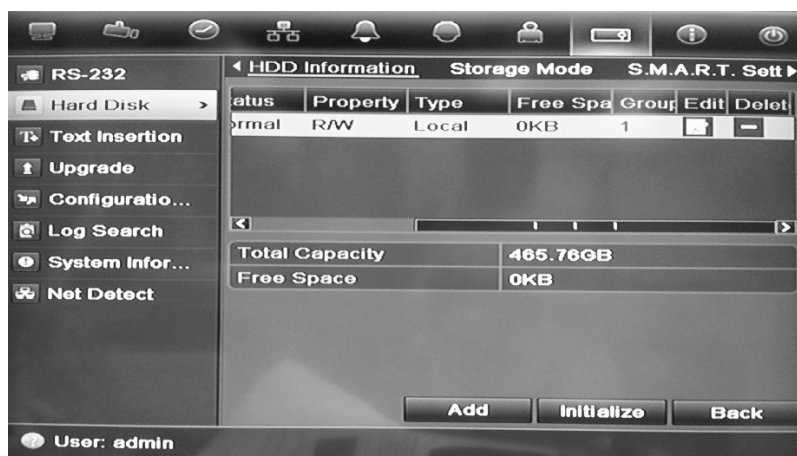 RS-232
HDD Information Storage Mode S.M.A.R.T. Sett
Hard Disk
atus Property Type Free Spa Group Edit Delet
ormal R/W Local 0KB 1
Text Insertion
Upgrade
Configuratio...
Log Search
System Infor...
Net Detect
Total Capacity 465.76GB
Free Space 0KB
Add Initialize Back
User: admin